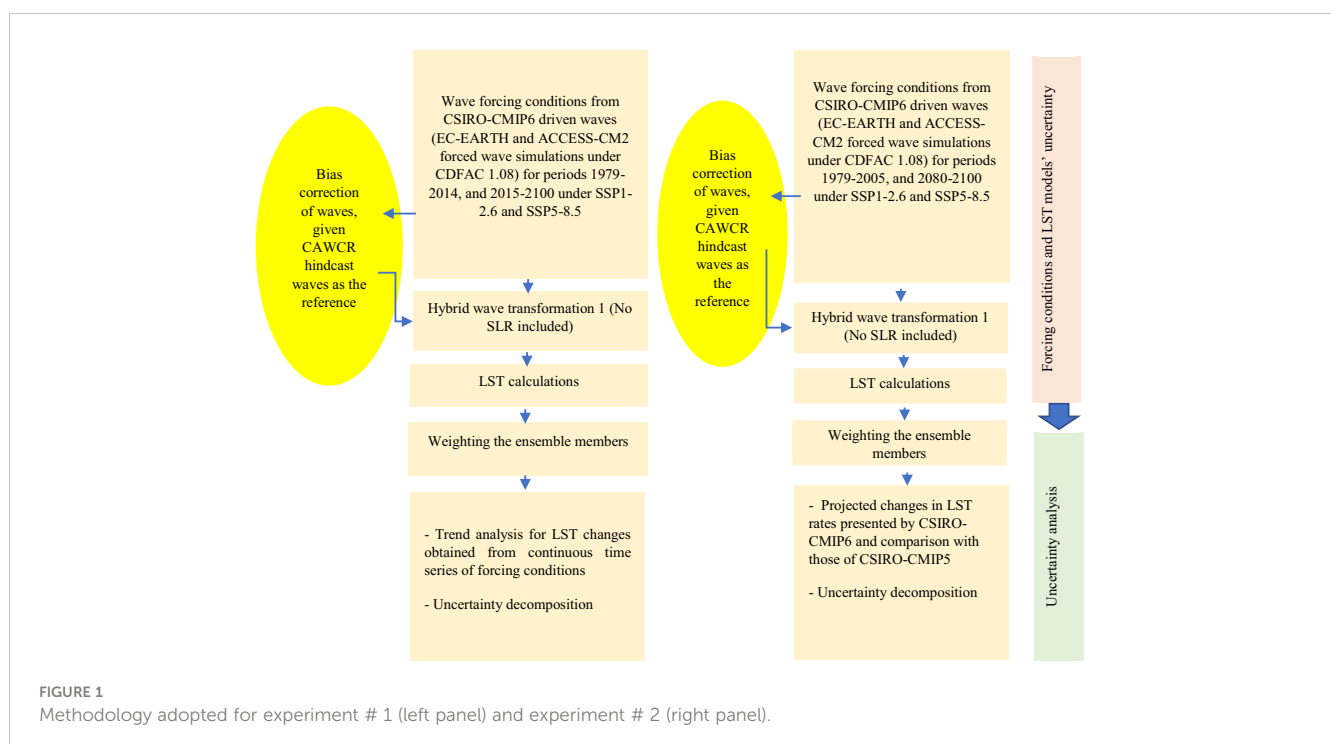 Wave forcing conditions from
CSIRO-CMIP6 driven waves
(EC-EARTH and ACCESS-CM2
forced wave simulations under
CDFAC 1.08) for periods 1979-
2014, and 2015-2100 under SSP1-
2.6 and SSP5-8.5
Bias
correction
of waves,
given
CAWCR
hindcast
waves as the
reference
Hybrid wave transformation 1 (No
SLR included)
LST calculations
Weighting the ensemble members
- Trend analysis for LST changes
obtained from continuous time
series of forcing conditions
- Uncertainty decomposition
Wave forcing conditions from
CSIRO-CMIP6 driven waves
(EC-EARTH and ACCESS-
CM2 forced wave simulations
under CDFAC 1.08) for periods
1979-2005, and 2080-2100
under SSP1-2.6 and SSP5-8.5
Bias
correction
of waves,
given
CAWCR
hindcast
waves as
the
reference
Hybrid wave transformation 1
(No SLR included)
LST calculations
Weighting the ensemble
members
- Projected changes in LST
rates presented by CSIRO-
CMIP6 and comparison with
those of CSIRO-CMIP5
- Uncertainty decomposition
Forcing conditions and LST models' uncertainty
Uncertainty analysis
FIGURE 1
Methodology adopted for experiment # 1 (left panel) and experiment # 2 (right panel).